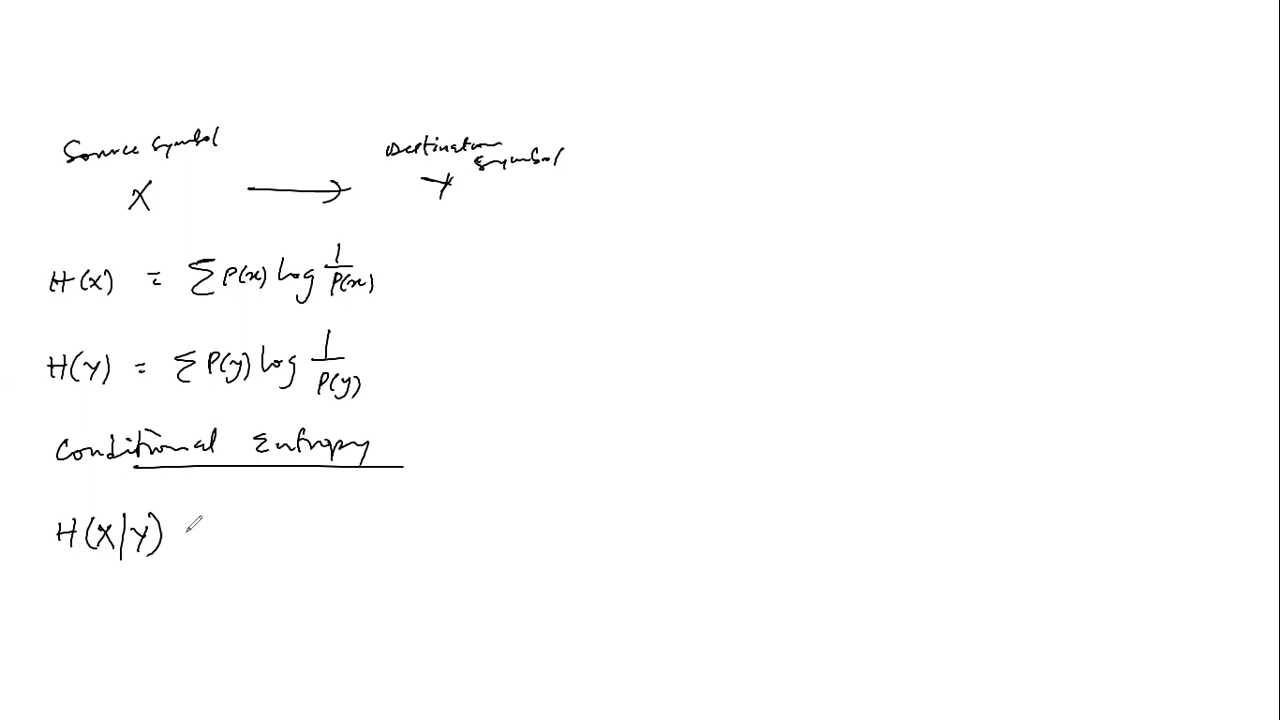 Source Symbol
Destination Symbol
X → Y
H(X) = ∑ P(x) log 1/P(x)
H(Y) = ∑ P(y) log 1/P(y)
Conditional Entropy
H(X/Y)